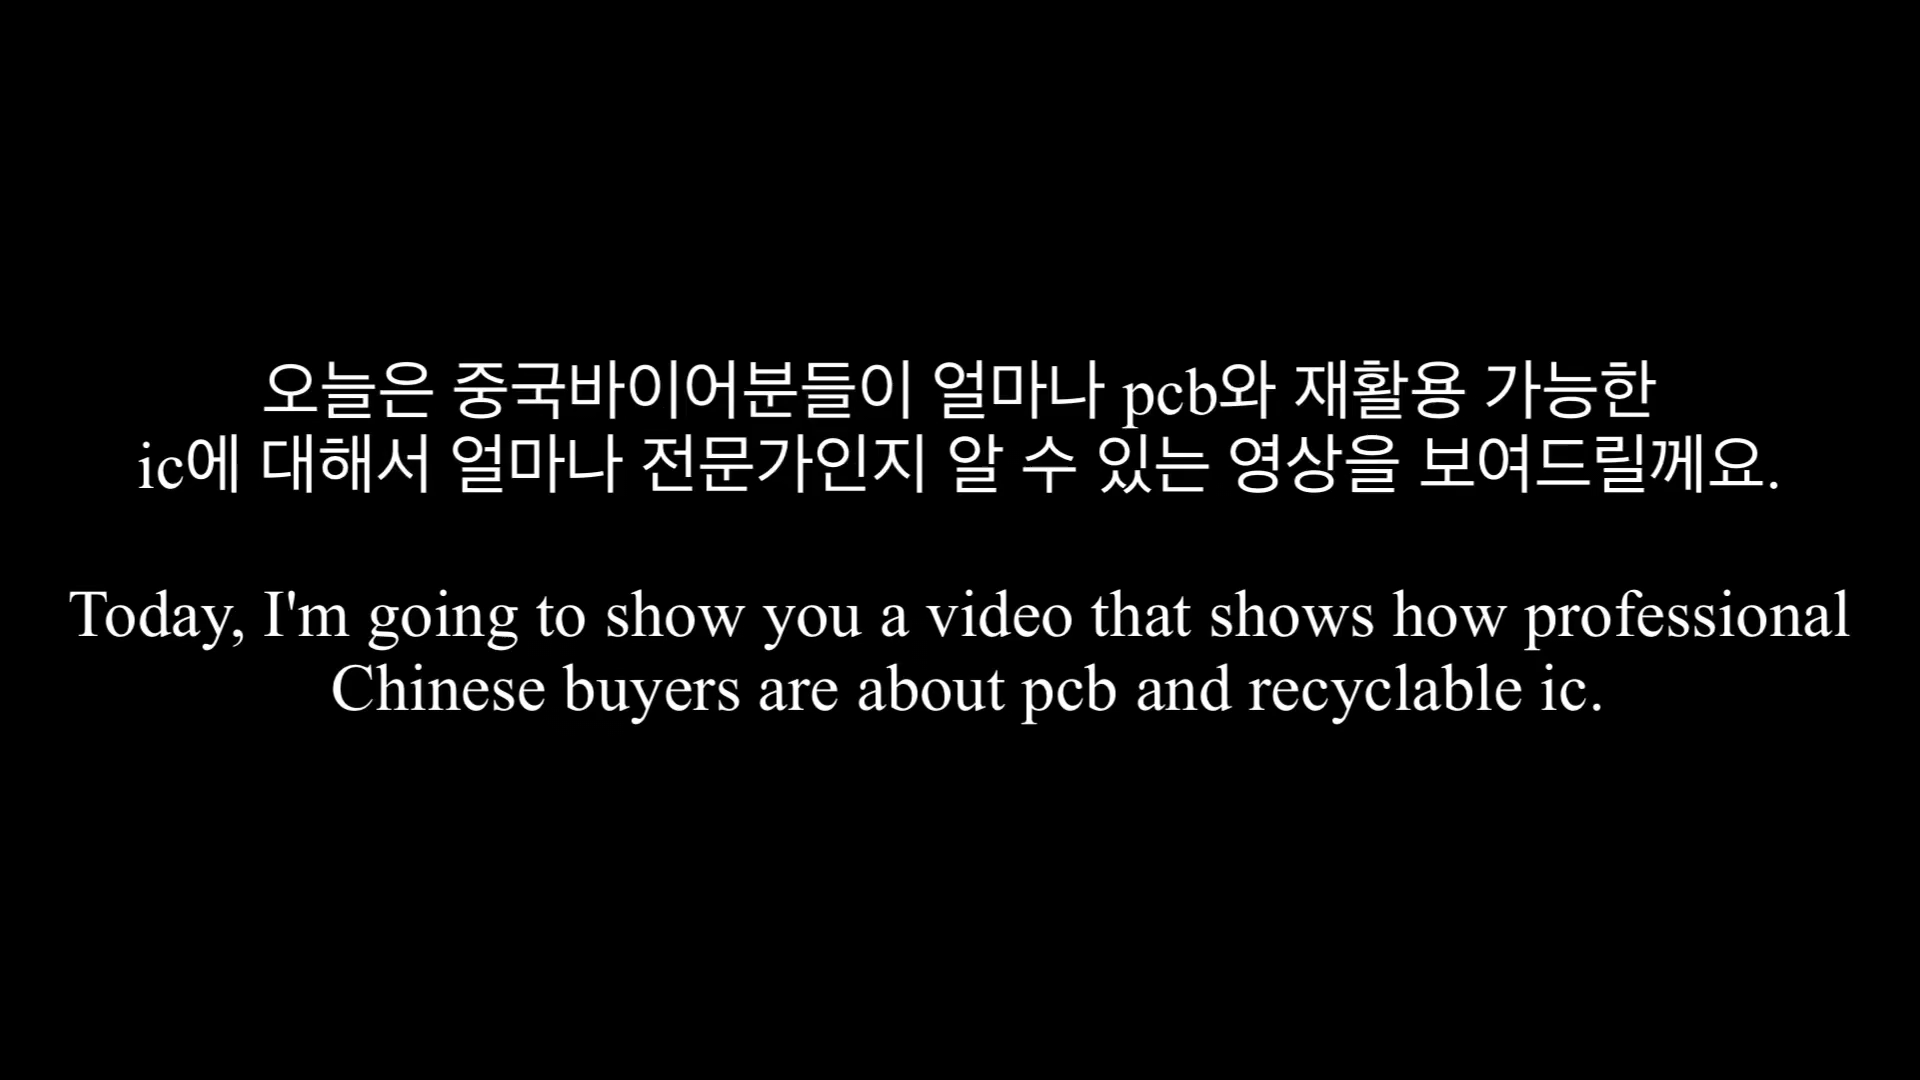 오늘은 중국바이어분들이 얼마나 pcb와 재활용 가능한
ic에 대해서 얼마나 전문가인지 알 수 있는 영상을 보여드릴께요.
Today, I'm going to show you a video that shows how professional
Chinese buyers are about pcb and recyclable ic.